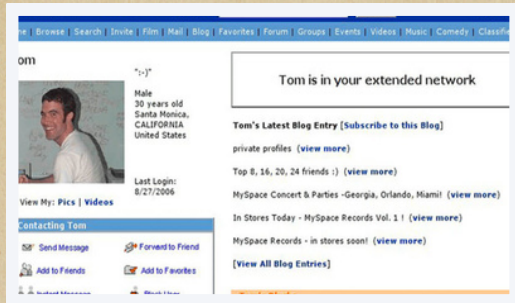 ne | Browse | Search | Invite | Film | Mail | Blog | Favorites | Forum | Groups | Events | Videos | Music | Comedy | Classifie
om
":-)"
Male
30 years old
Santa Monica,
CALIFORNIA
United States
Last Login:
8/27/2006
View My: Pics | Videos
Contacting Tom
Send Message
Forward to Friend
Add to Friends
Add to Favorites
Instant Message
Block User
Tom is in your extended network
Tom's Latest Blog Entry [Subscribe to this Blog]
private profiles (view more)
Top 8, 16, 20, 24 friends :) (view more)
MySpace Concert & Parties -Georgia, Orlando, Miami! (view more)
In Stores Today - MySpace Records Vol. 1 ! (view more)
MySpace Records - in stores soon! (view more)
[View All Blog Entries]